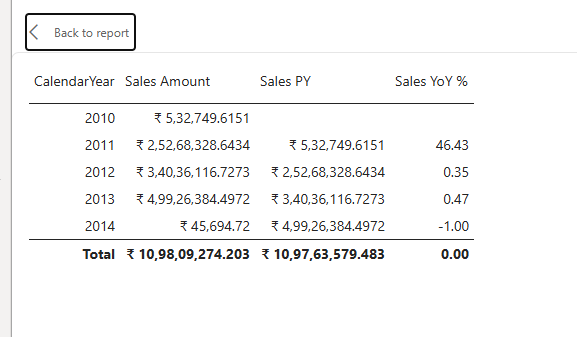 Back to report
CalendarYear Sales Amount Sales PY Sales YoY %
2010 ₹ 5,32,749.6151
2011 ₹ 2,52,68,328.6434 ₹ 5,32,749.6151 46.43
2012 ₹ 3,40,36,116.7273 ₹ 2,52,68,328.6434 0.35
2013 ₹ 4,99,26,384.4972 ₹ 3,40,36,116.7273 0.47
2014 ₹ 45,694.72 ₹ 4,99,26,384.4972 -1.00
Total ₹ 10,98,09,274.203 ₹ 10,97,63,579.483 0.00